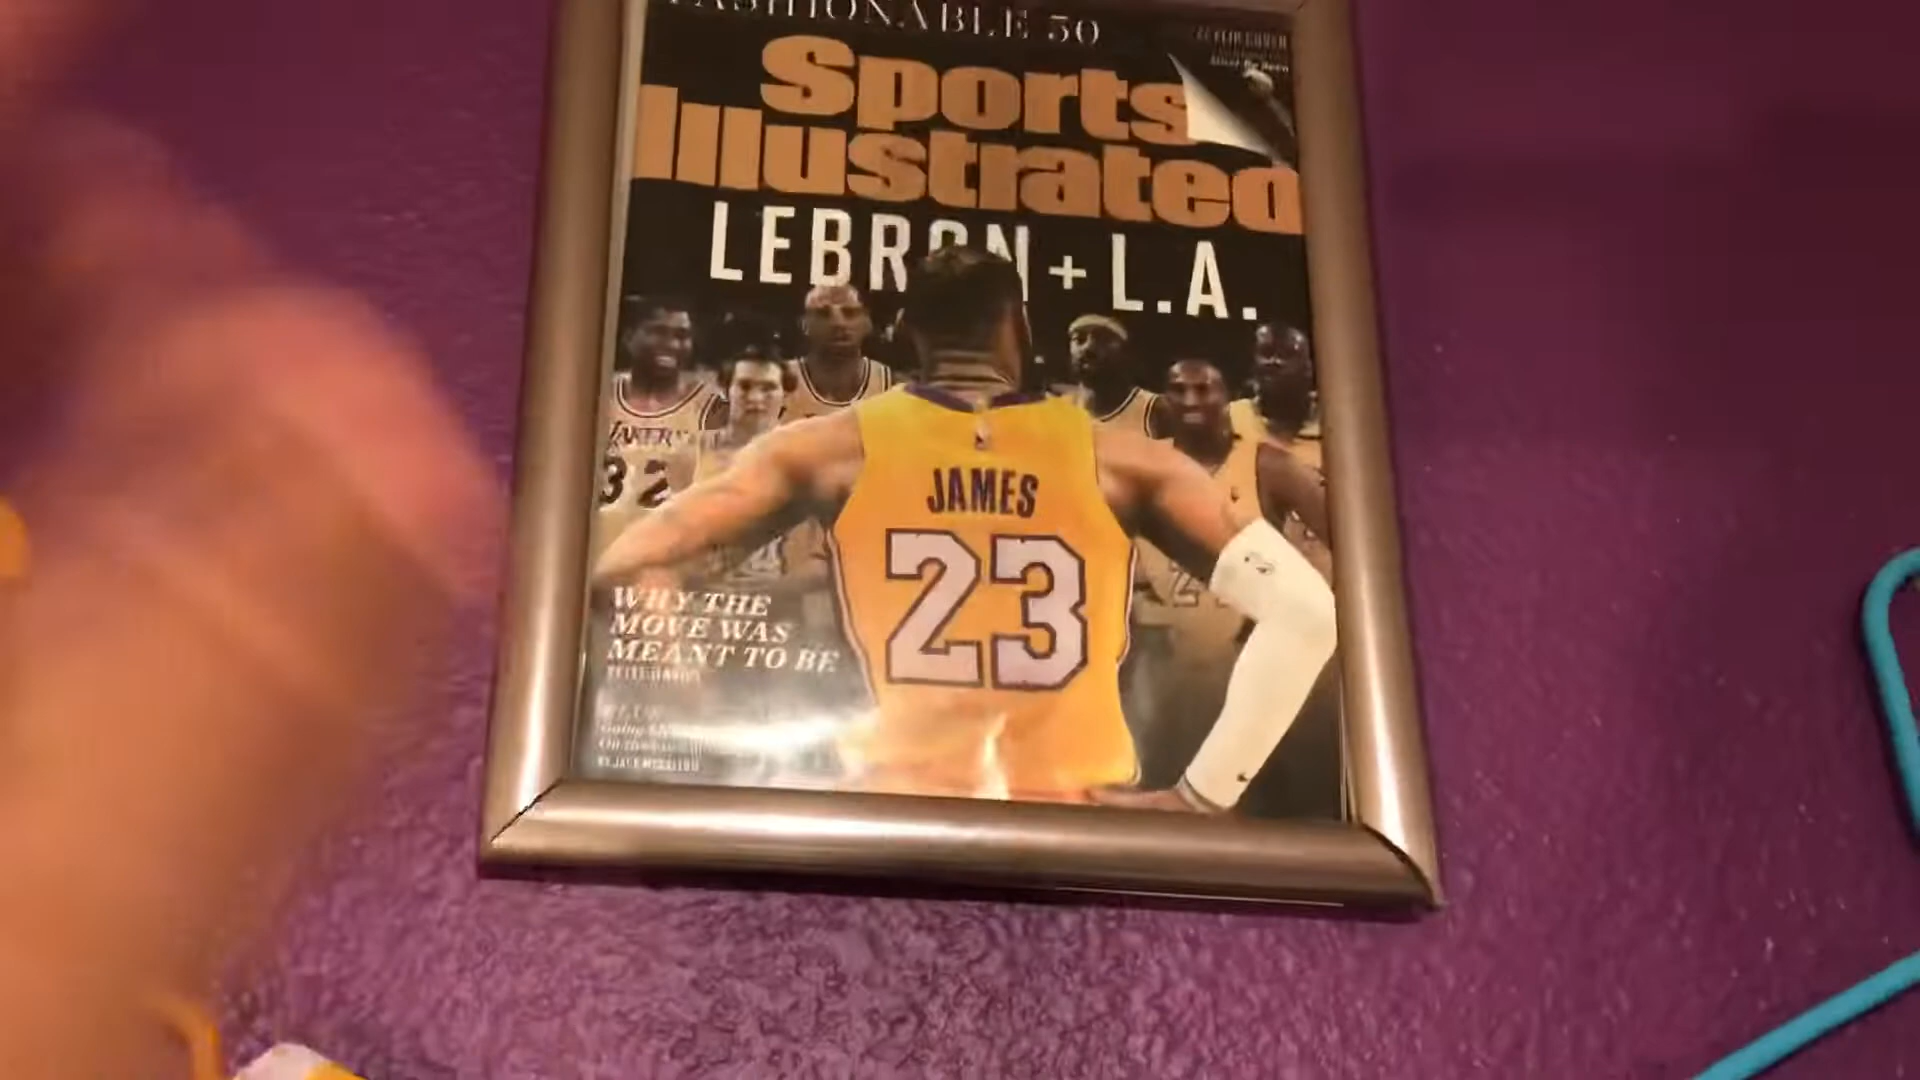 FASHIONABLE 50
Sports
Illustrated
LEBRON + L.A.
LAKERS
32
JAMES
23
WHY THE
MOVE WAS
MEANT TO BE